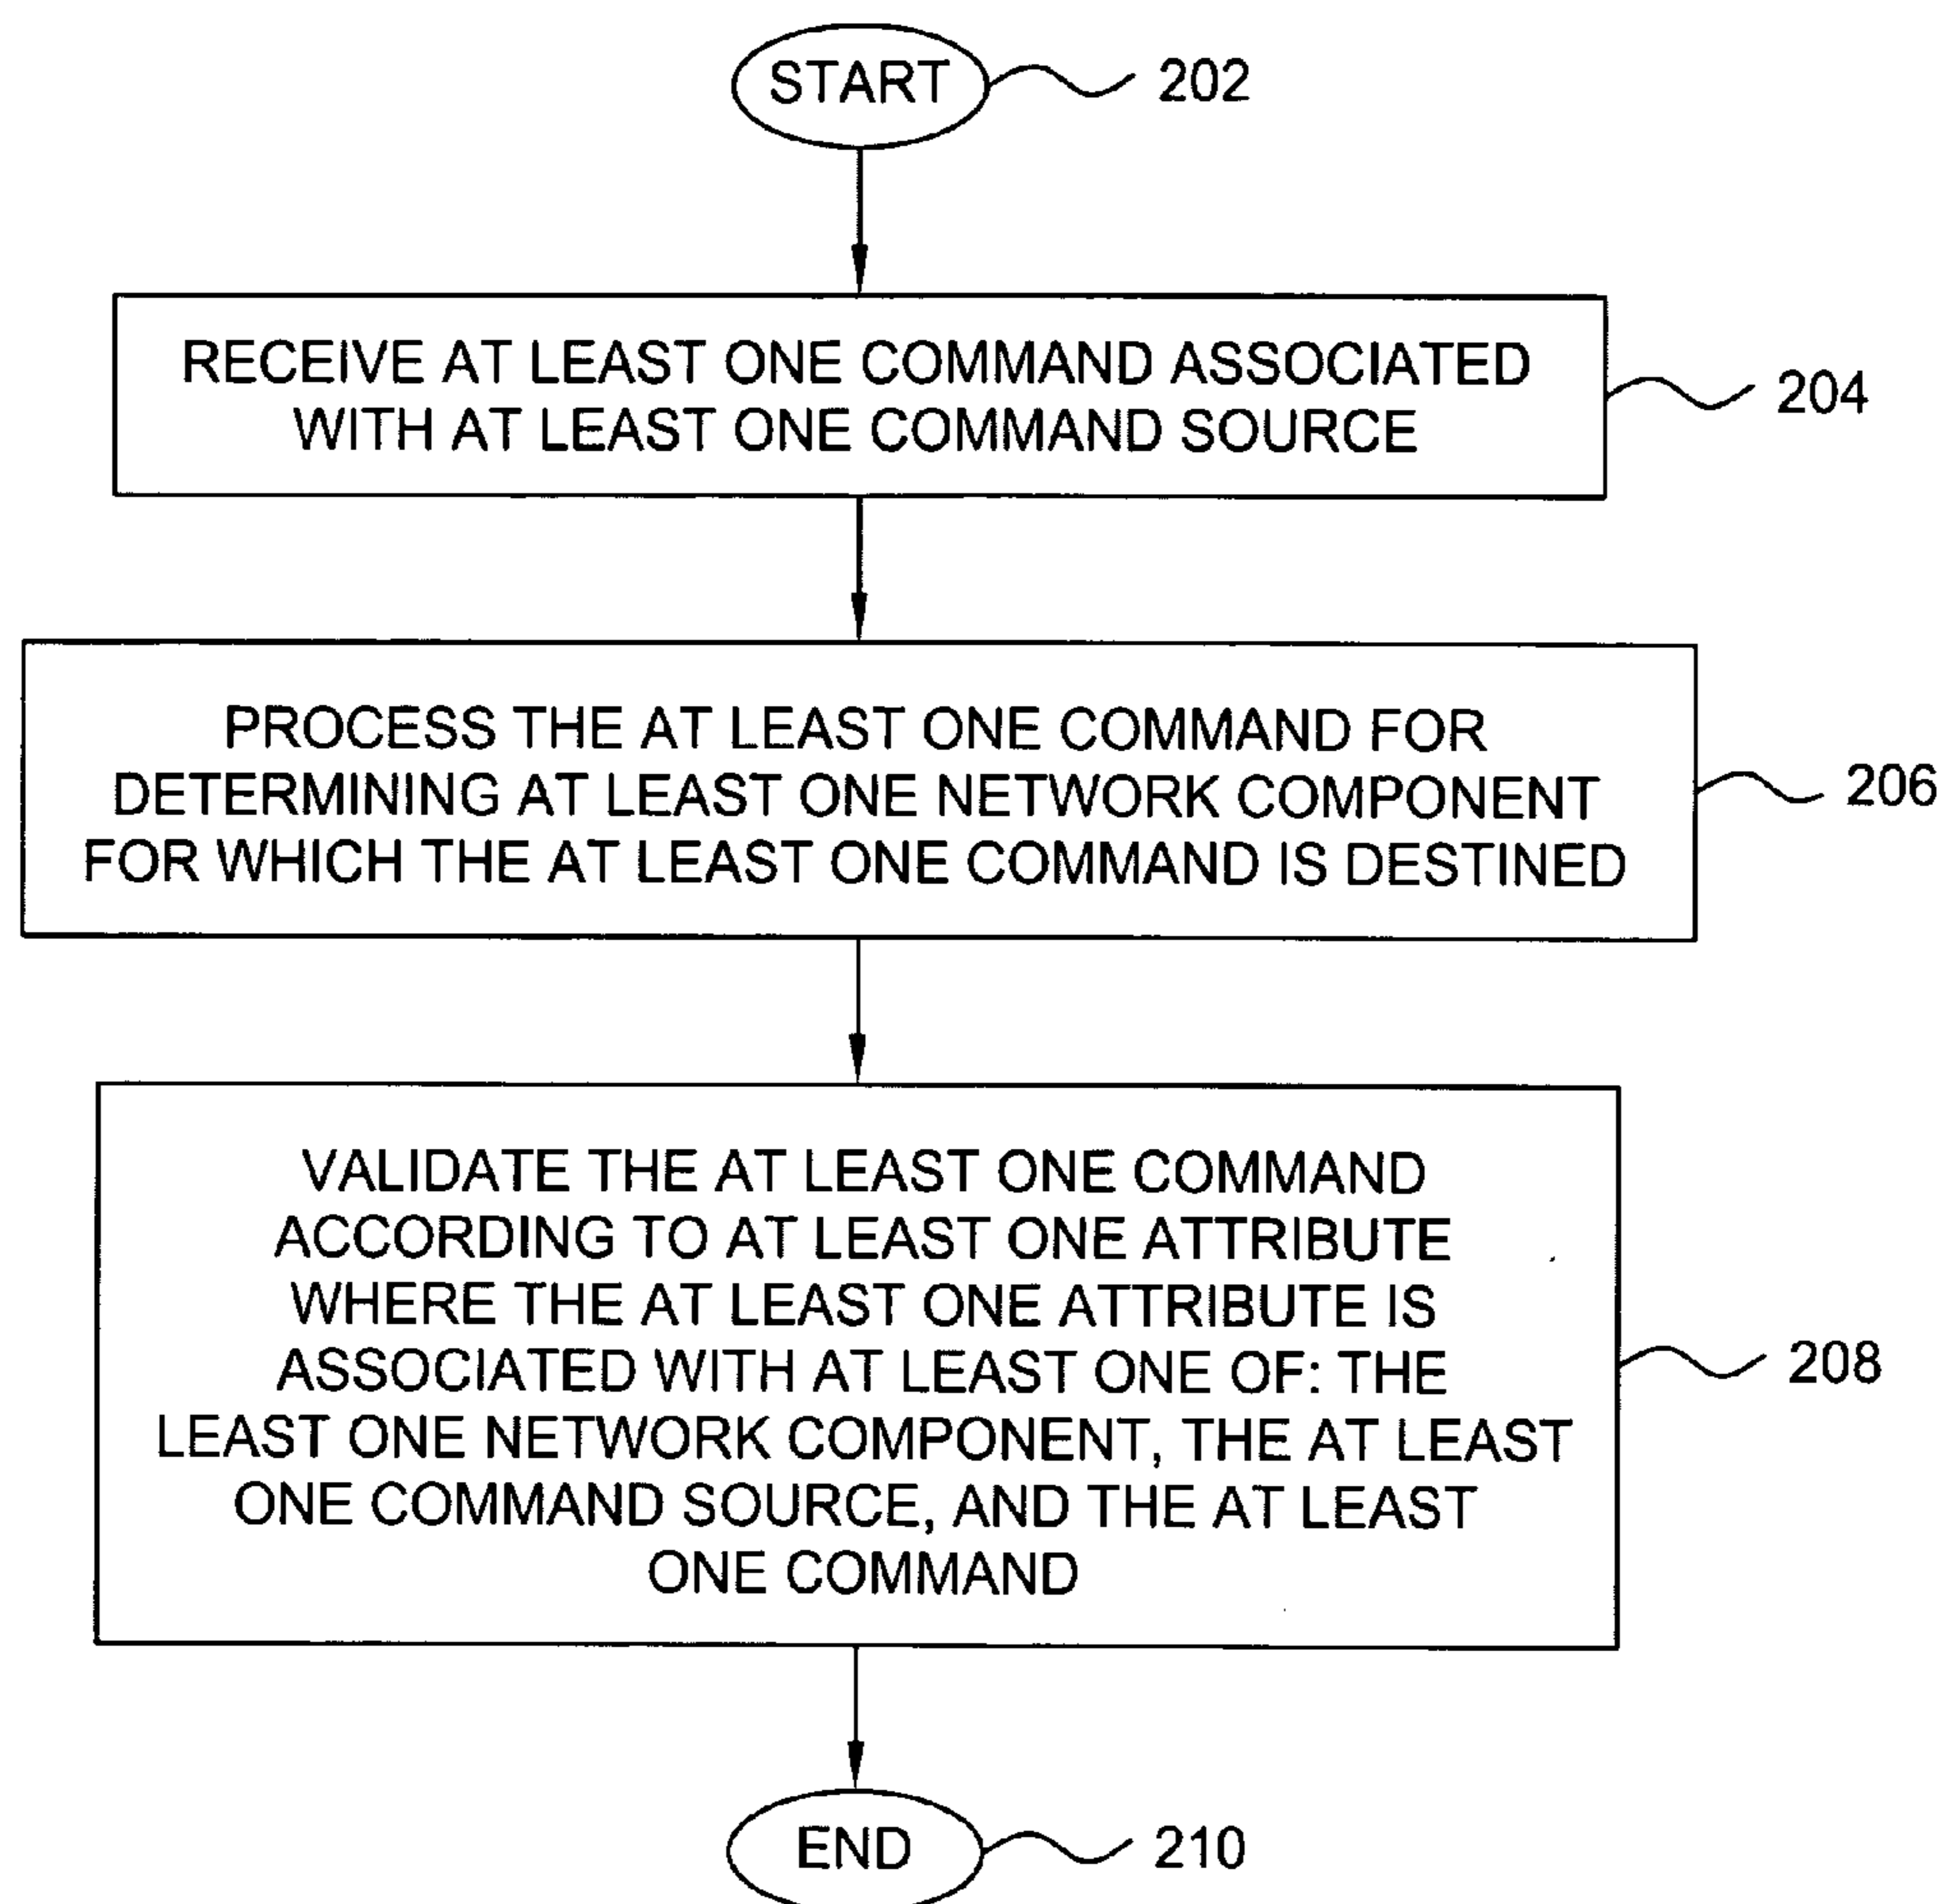 START
202
RECEIVE AT LEAST ONE COMMAND ASSOCIATED
WITH AT LEAST ONE COMMAND SOURCE
204
PROCESS THE AT LEAST ONE COMMAND FOR
DETERMINING AT LEAST ONE NETWORK COMPONENT
FOR WHICH THE AT LEAST ONE COMMAND IS DESTINED
206
VALIDATE THE AT LEAST ONE COMMAND
ACCORDING TO AT LEAST ONE ATTRIBUTE
WHERE THE AT LEAST ONE ATTRIBUTE IS
ASSOCIATED WITH AT LEAST ONE OF: THE
LEAST ONE NETWORK COMPONENT, THE AT LEAST
ONE COMMAND SOURCE, AND THE AT LEAST
ONE COMMAND
208
END
210